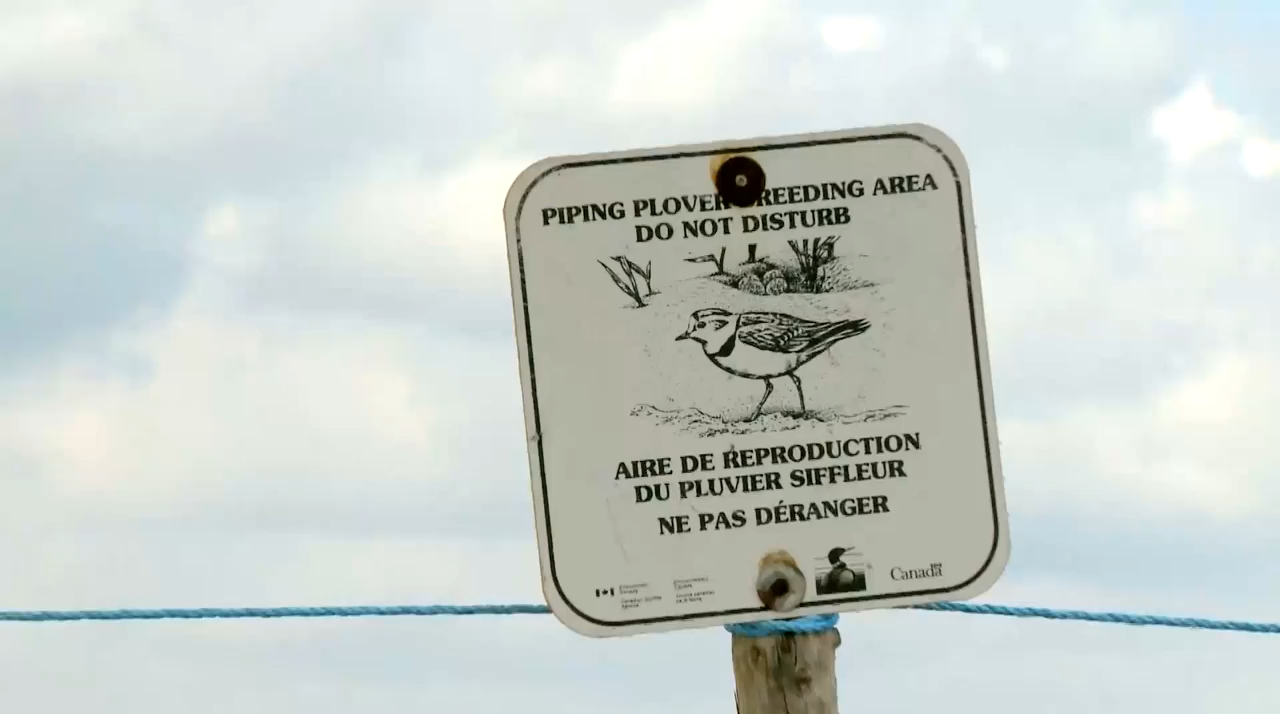 PIPING PLOVER BREEDING AREA
DO NOT DISTURB
AIRE DE REPRODUCTION
DU PLUVIER SIFFLEUR
NE PAS DÉRANGER
Canada